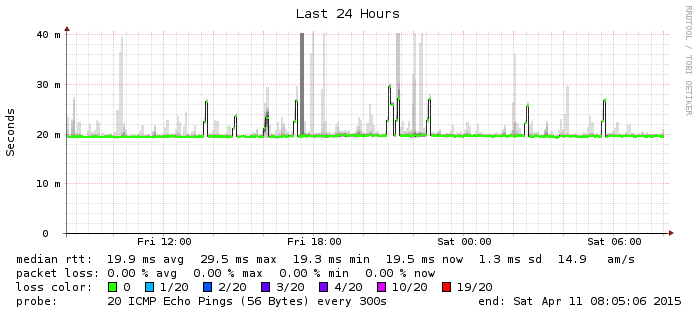 Last 24 Hours
RRDTOOL / TOBI OETIKER
Seconds
40 m
30 m
20 m
10 m
0
Fri 12:00 Fri 18:00 Sat 00:00 Sat 06:00
median rtt: 19.9 ms avg 29.5 ms max 19.3 ms min 19.5 ms now 1.3 ms sd 14.9 am/s
packet loss: 0.00 % avg 0.00 % max 0.00 % min 0.00 % now
loss color: 0 1/20 2/20 3/20 4/20 10/20 19/20
probe: 20 ICMP Echo Pings (56 Bytes) every 300s end: Sat Apr 11 08:05:06 2015